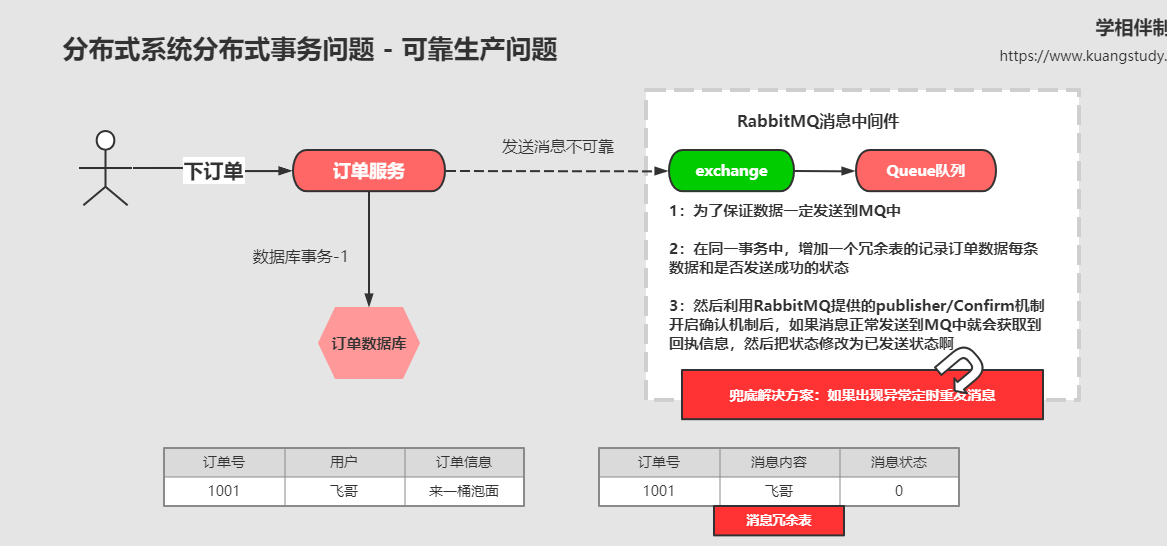 分布式系统分布式事务问题 - 可靠生产问题
学相伴制
https://www.kuangstudy.
RabbitMQ消息中间件
下订单
订单服务
发送消息不可靠
exchange
Queue队列
1：为了保证数据一定发送到MQ中
2：在同一事务中，增加一个冗余表的记录订单数据每条
数据和是否发送成功的状态
3：然后利用RabbitMQ提供的publisher/Confirm机制
开启确认机制后，如果消息正常发送到MQ中就会获取到
回执信息，然后把状态修改为已发送状态啊
数据库事务-1
订单数据库
兜底解决方案：如果出现异常定时重发消息
订单号 用户 订单信息
1001 飞哥 来一桶泡面
订单号 消息内容 消息状态
1001 飞哥 0
消息冗余表